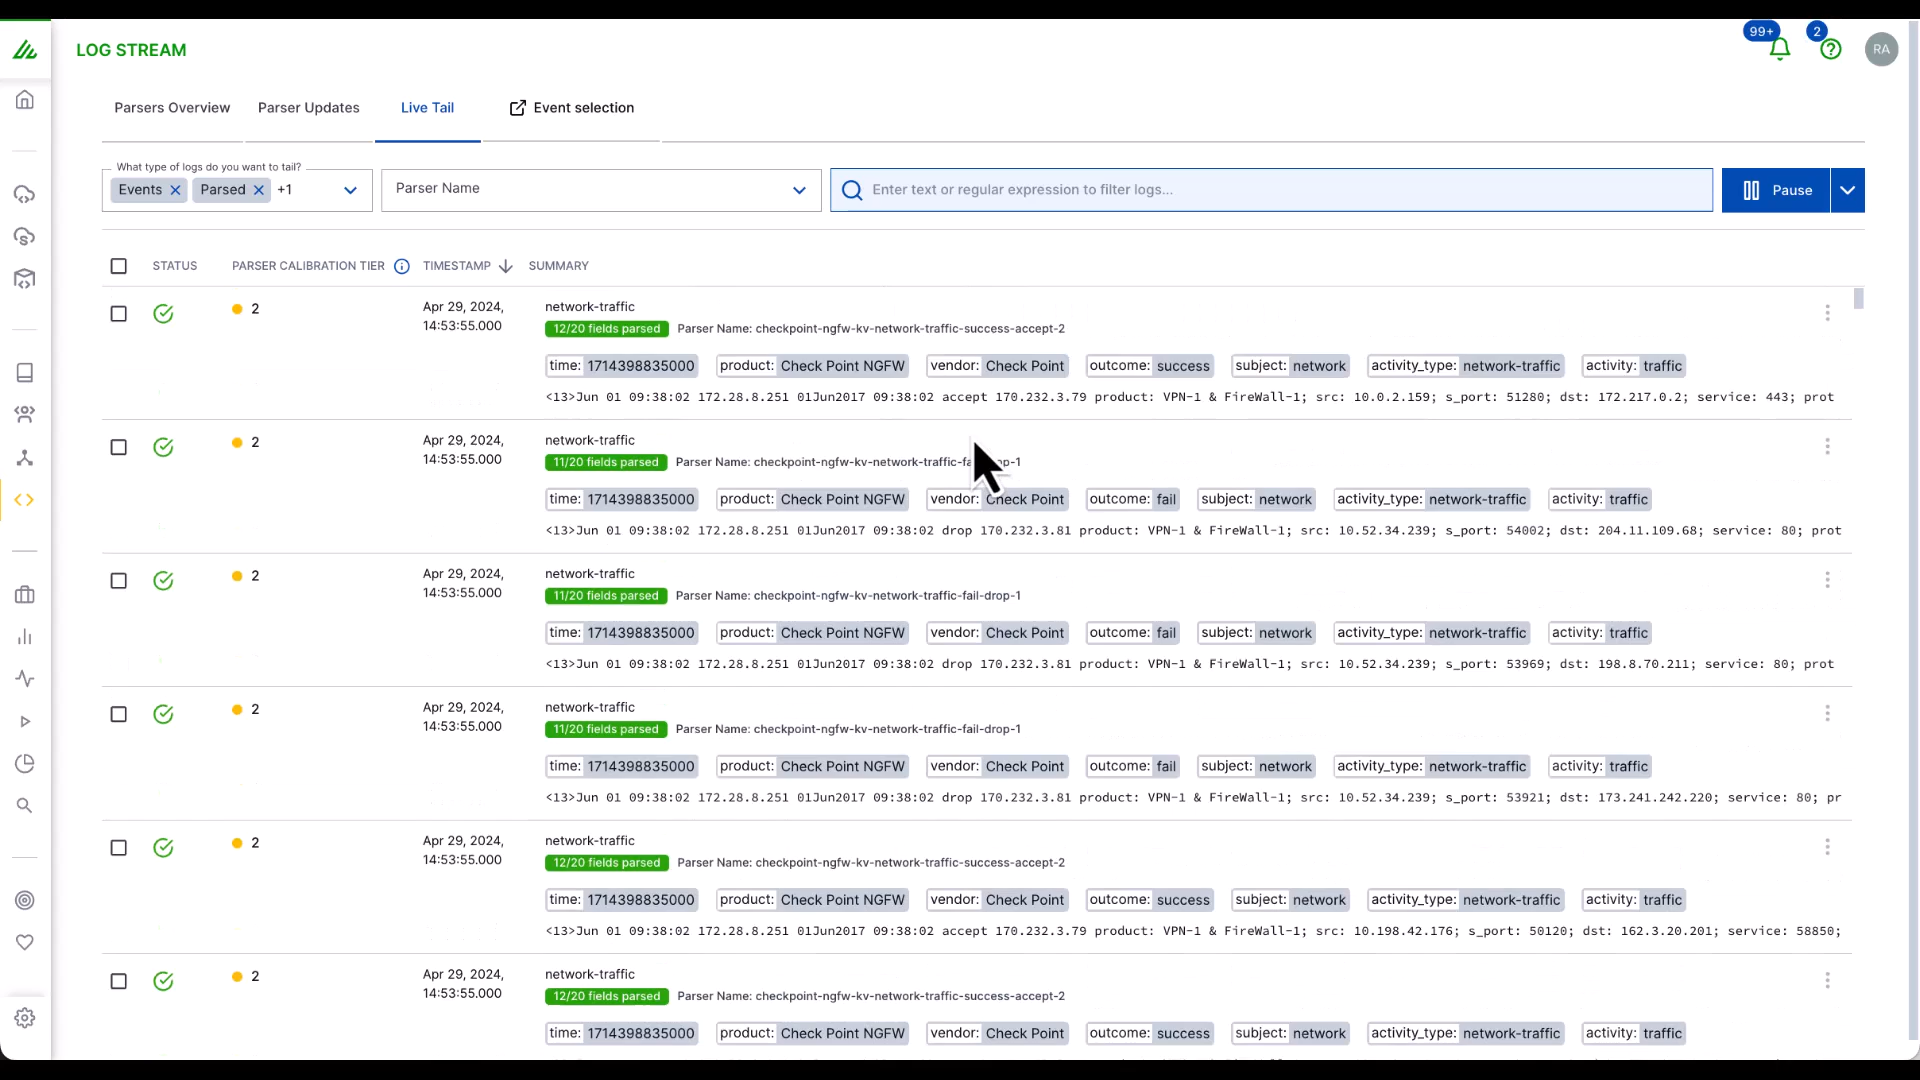 LOG STREAM
99+
2
RA
Parsers Overview
Parser Updates
Live Tail
Event selection
What type of logs do you want to tail?
Events
Parsed
+1
Parser Name
Enter text or regular expression to filter logs...
Pause
STATUS
PARSER CALIBRATION TIER
TIMESTAMP
SUMMARY
2
Apr 29, 2024,
14:53:55.000
network-traffic
12/20 fields parsed Parser Name: checkpoint-ngfw-kv-network-traffic-success-accept-2
time: 1714398835000 product: Check Point NGFW vendor: Check Point outcome: success subject: network activity_type: network-traffic activity: traffic
<13>Jun 01 09:38:02 172.28.8.251 01Jun2017 09:38:02 accept 170.232.3.79 product: VPN-1 & FireWall-1; src: 10.0.2.159; s_port: 51280; dst: 172.217.0.2; service: 443; prot
2
Apr 29, 2024,
14:53:55.000
network-traffic
11/20 fields parsed Parser Name: checkpoint-ngfw-kv-network-traffic-fa op-1
time: 1714398835000 product: Check Point NGFW vendor: Check Point outcome: fail subject: network activity_type: network-traffic activity: traffic
<13>Jun 01 09:38:02 172.28.8.251 01Jun2017 09:38:02 drop 170.232.3.81 product: VPN-1 & FireWall-1; src: 10.52.34.239; s_port: 54002; dst: 204.11.109.68; service: 80; prot
2
Apr 29, 2024,
14:53:55.000
network-traffic
11/20 fields parsed Parser Name: checkpoint-ngfw-kv-network-traffic-fail-drop-1
time: 1714398835000 product: Check Point NGFW vendor: Check Point outcome: fail subject: network activity_type: network-traffic activity: traffic
<13>Jun 01 09:38:02 172.28.8.251 01Jun2017 09:38:02 drop 170.232.3.81 product: VPN-1 & FireWall-1; src: 10.52.34.239; s_port: 53969; dst: 198.8.70.211; service: 80; prot
2
Apr 29, 2024,
14:53:55.000
network-traffic
11/20 fields parsed Parser Name: checkpoint-ngfw-kv-network-traffic-fail-drop-1
time: 1714398835000 product: Check Point NGFW vendor: Check Point outcome: fail subject: network activity_type: network-traffic activity: traffic
<13>Jun 01 09:38:02 172.28.8.251 01Jun2017 09:38:02 drop 170.232.3.81 product: VPN-1 & FireWall-1; src: 10.52.34.239; s_port: 53921; dst: 173.241.242.220; service: 80; pr
2
Apr 29, 2024,
14:53:55.000
network-traffic
12/20 fields parsed Parser Name: checkpoint-ngfw-kv-network-traffic-success-accept-2
time: 1714398835000 product: Check Point NGFW vendor: Check Point outcome: success subject: network activity_type: network-traffic activity: traffic
<13>Jun 01 09:38:02 172.28.8.251 01Jun2017 09:38:02 accept 170.232.3.79 product: VPN-1 & FireWall-1; src: 10.198.42.176; s_port: 50120; dst: 162.3.20.201; service: 58850;
2
Apr 29, 2024,
14:53:55.000
network-traffic
12/20 fields parsed Parser Name: checkpoint-ngfw-kv-network-traffic-success-accept-2
time: 1714398835000 product: Check Point NGFW vendor: Check Point outcome: success subject: network activity_type: network-traffic activity: traffic